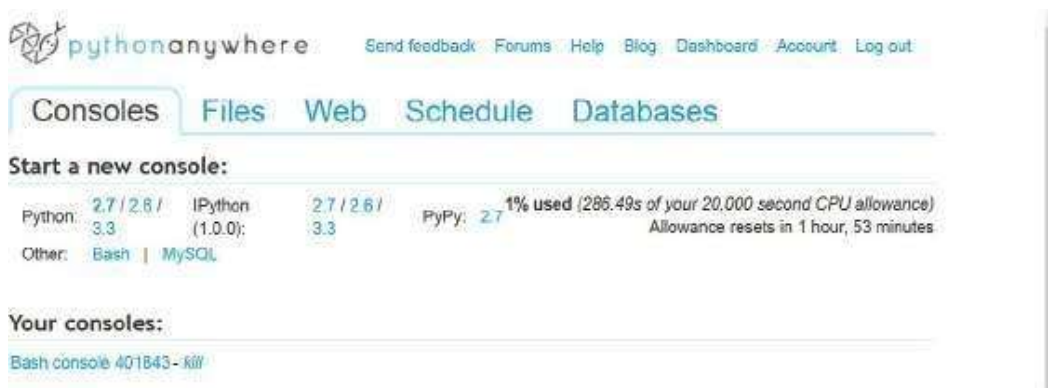 pythonanywhere Send feedback Forums Help Blog Dashboard Account Log out
Consoles Files Web Schedule Databases
Start a new console:
Python: 2.7 / 2.6 / 3.3 IPython (1.0.0): 2.7 / 2.6 / 3.3 PyPy: 2.7 1% used (286.49s of your 20,000 second CPU allowance)
Allowance resets in 1 hour, 53 minutes
Other: Bash | MySQL
Your consoles:
Bash console 401843 - kill